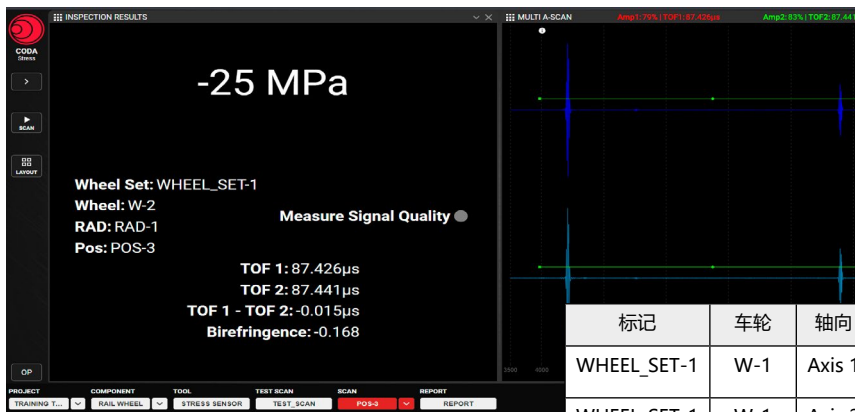 INSPECTION RESULTS
MULTI A-SCAN
Amp1: 79% | TOF1: 87.426µs
Amp2: 83% | TOF2: 87.441
CODA
Stress
SCAN
LAYOUT
-25 MPa
Wheel Set: WHEEL_SET-1
Wheel: W-2
RAD: RAD-1
Pos: POS-3
Measure Signal Quality
TOF 1: 87.426µs
TOF 2: 87.441µs
TOF 1 - TOF 2: -0.015µs
Birefringence: -0.168
3500 4000
标记 车轮 轴向
WHEEL_SET-1 W-1 Axis 1
OP
PROJECT COMPONENT TOOL TEST SCAN SCAN REPORT
TRAINING T... RAIL WHEEL STRESS SENSOR TEST_SCAN POS-3 REPORT